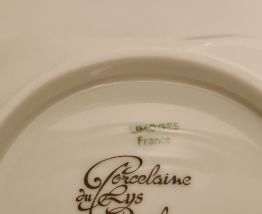 LIMOGES
France
Porcelaine
du Lys